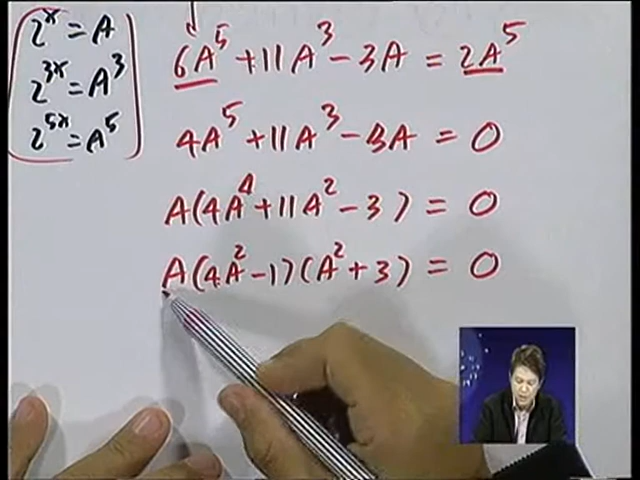 2^x = A
2^{3x} = A^3
2^{5x} = A^5
6A^5 + 11A^3 - 3A = 2A^5
4A^5 + 11A^3 - 3A = 0
A(4A^4 + 11A^2 - 3) = 0
A(4A^2 - 1)(A^2 + 3) = 0